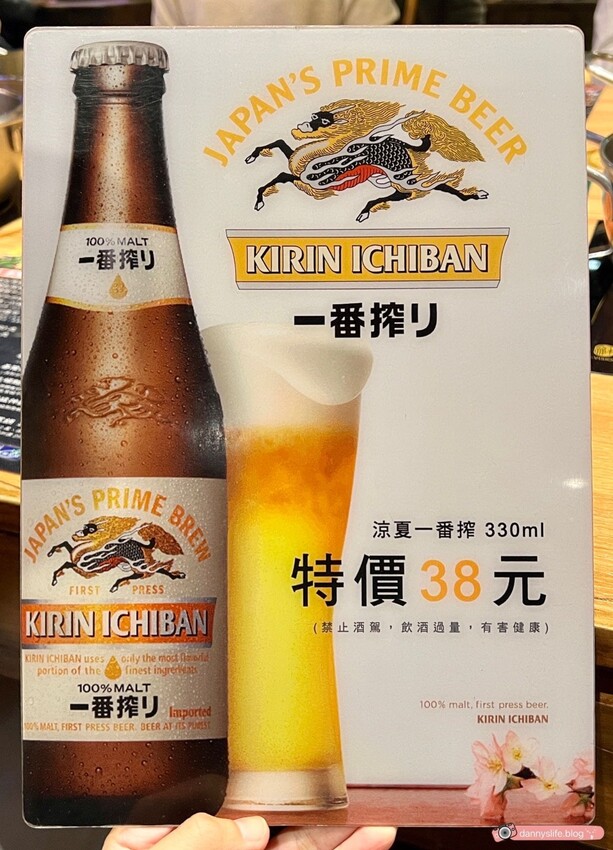 JAPAN'S PRIME BEER
KIRIN ICHIBAN
一番搾り
100% MALT
一番搾り
JAPAN'S PRIME BREW
FIRST PRESS
KIRIN ICHIBAN
KIRIN ICHIBAN uses only the most flavorful
portion of the finest ingredients
100% MALT
一番搾り
Imported
100% MALT, FIRST PRESS BEER. BEER AT ITS PUREST
涼夏一番搾 330ml
特價38元
(禁止酒駕，飲酒過量，有害健康)
100% malt, first press beer.
KIRIN ICHIBAN
dannyslife.blog